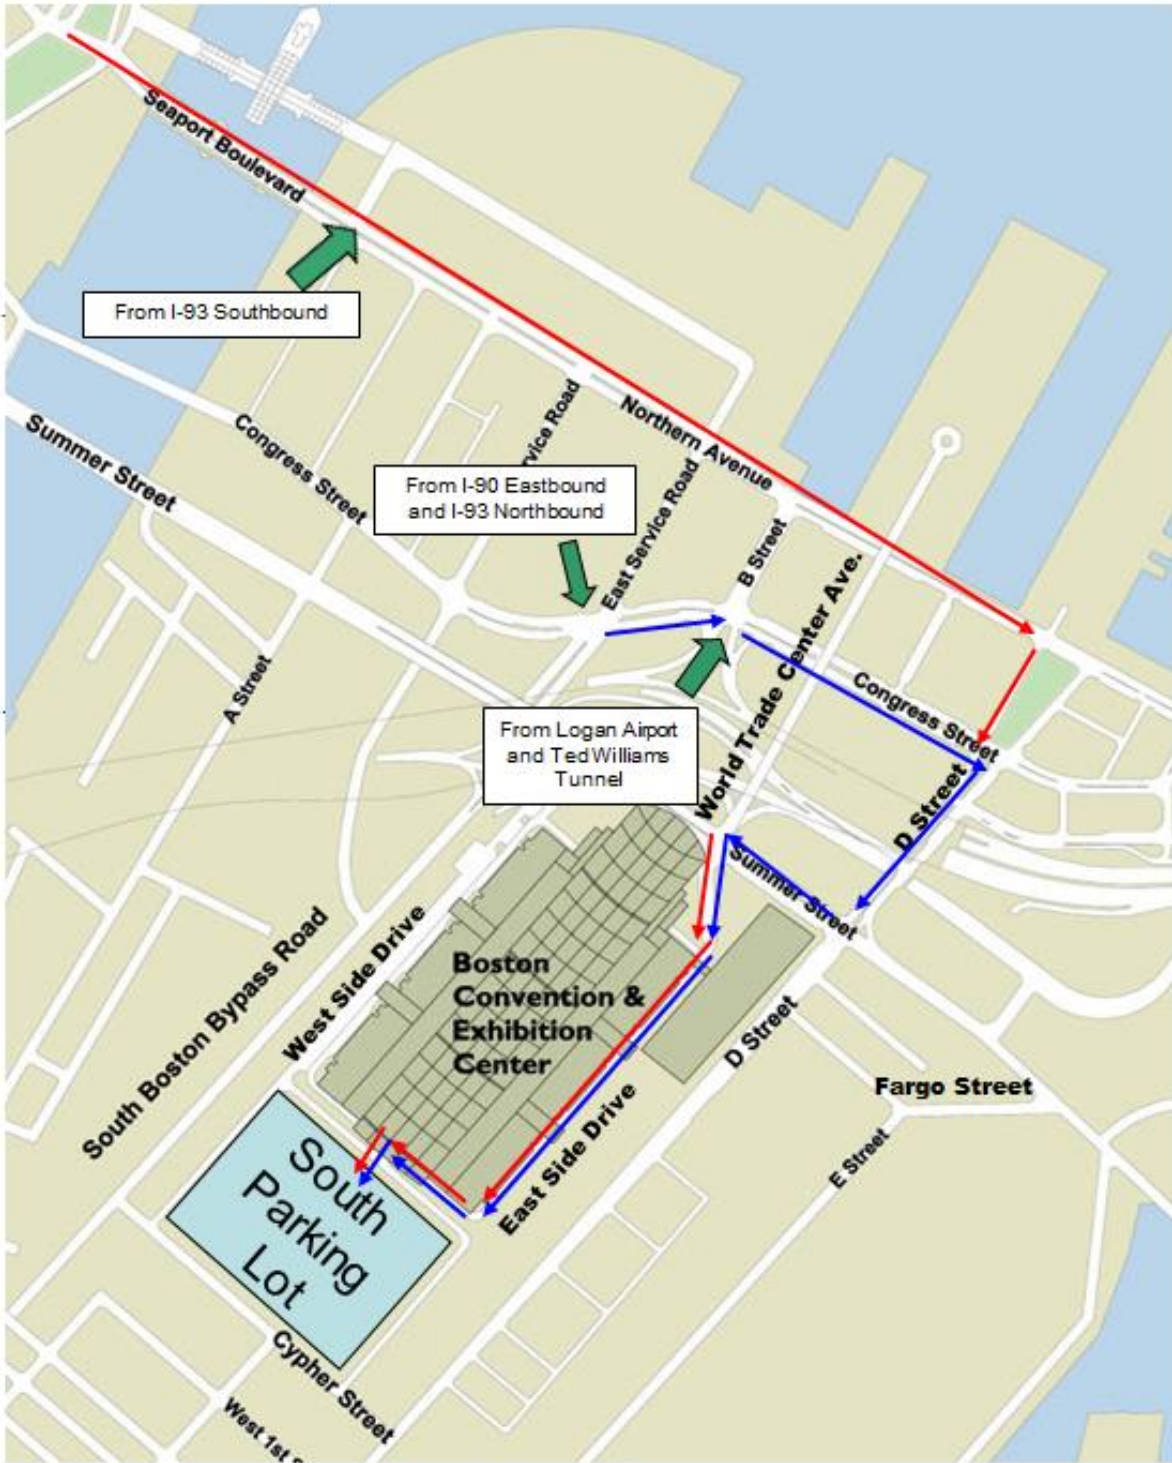 Seaport Boulevard
From I-93 Southbound
Northern Avenue
Summer Street
Congress Street
rvice Road
From I-90 Eastbound
and I-93 Northbound
East Service Road
B Street
World Trade Center Ave.
A Street
Congress Street
From Logan Airport
and Ted Williams
Tunnel
D Street
Summer Street
West Side Drive
South Boston Bypass Road
Boston
Convention &
Exhibition
Center
D Street
Fargo Street
East Side Drive
E Street
South
Parking
Lot
Cypher Street
West 1st S